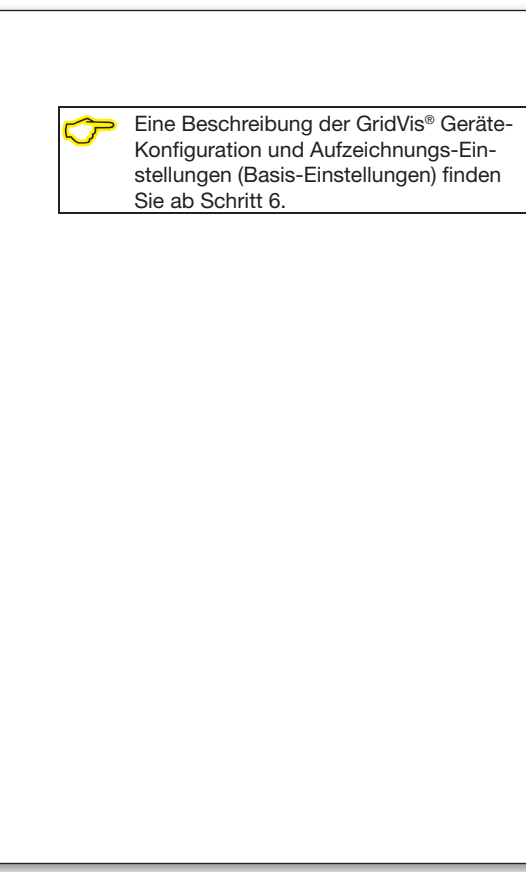 Eine Beschreibung der GridVis® Geräte-
Konfiguration und Aufzeichnungs-Ein-
stellungen (Basis-Einstellungen) finden
Sie ab Schritt 6.